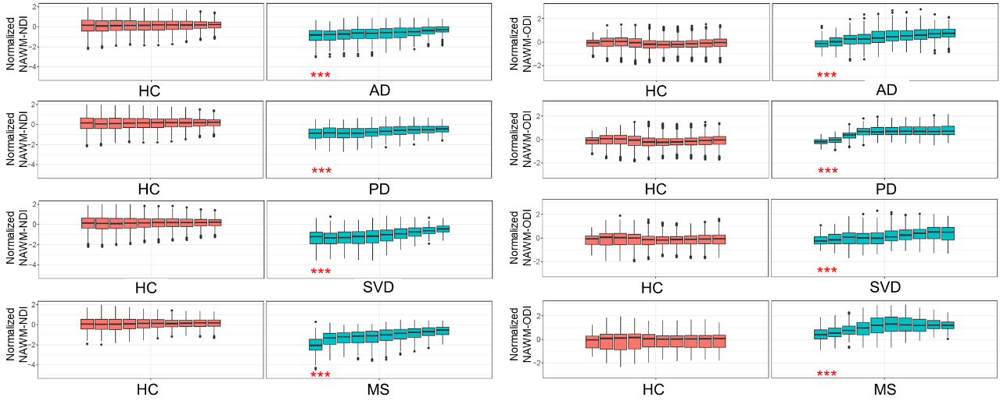 Normalized
NAWM-NDI
2
0
−2
−4
***
HC
AD
Normalized
NAWM-ODI
2
0
−2
***
HC
AD
Normalized
NAWM-NDI
2
0
−2
−4
***
HC
PD
Normalized
NAWM-ODI
2
0
−2
***
HC
PD
Normalized
NAWM-NDI
2
0
−2
−4
***
HC
SVD
Normalized
NAWM-ODI
2
0
−2
***
HC
SVD
Normalized
NAWM-NDI
2
0
−2
−4
***
HC
MS
Normalized
NAWM-ODI
2
0
−2
***
HC
MS